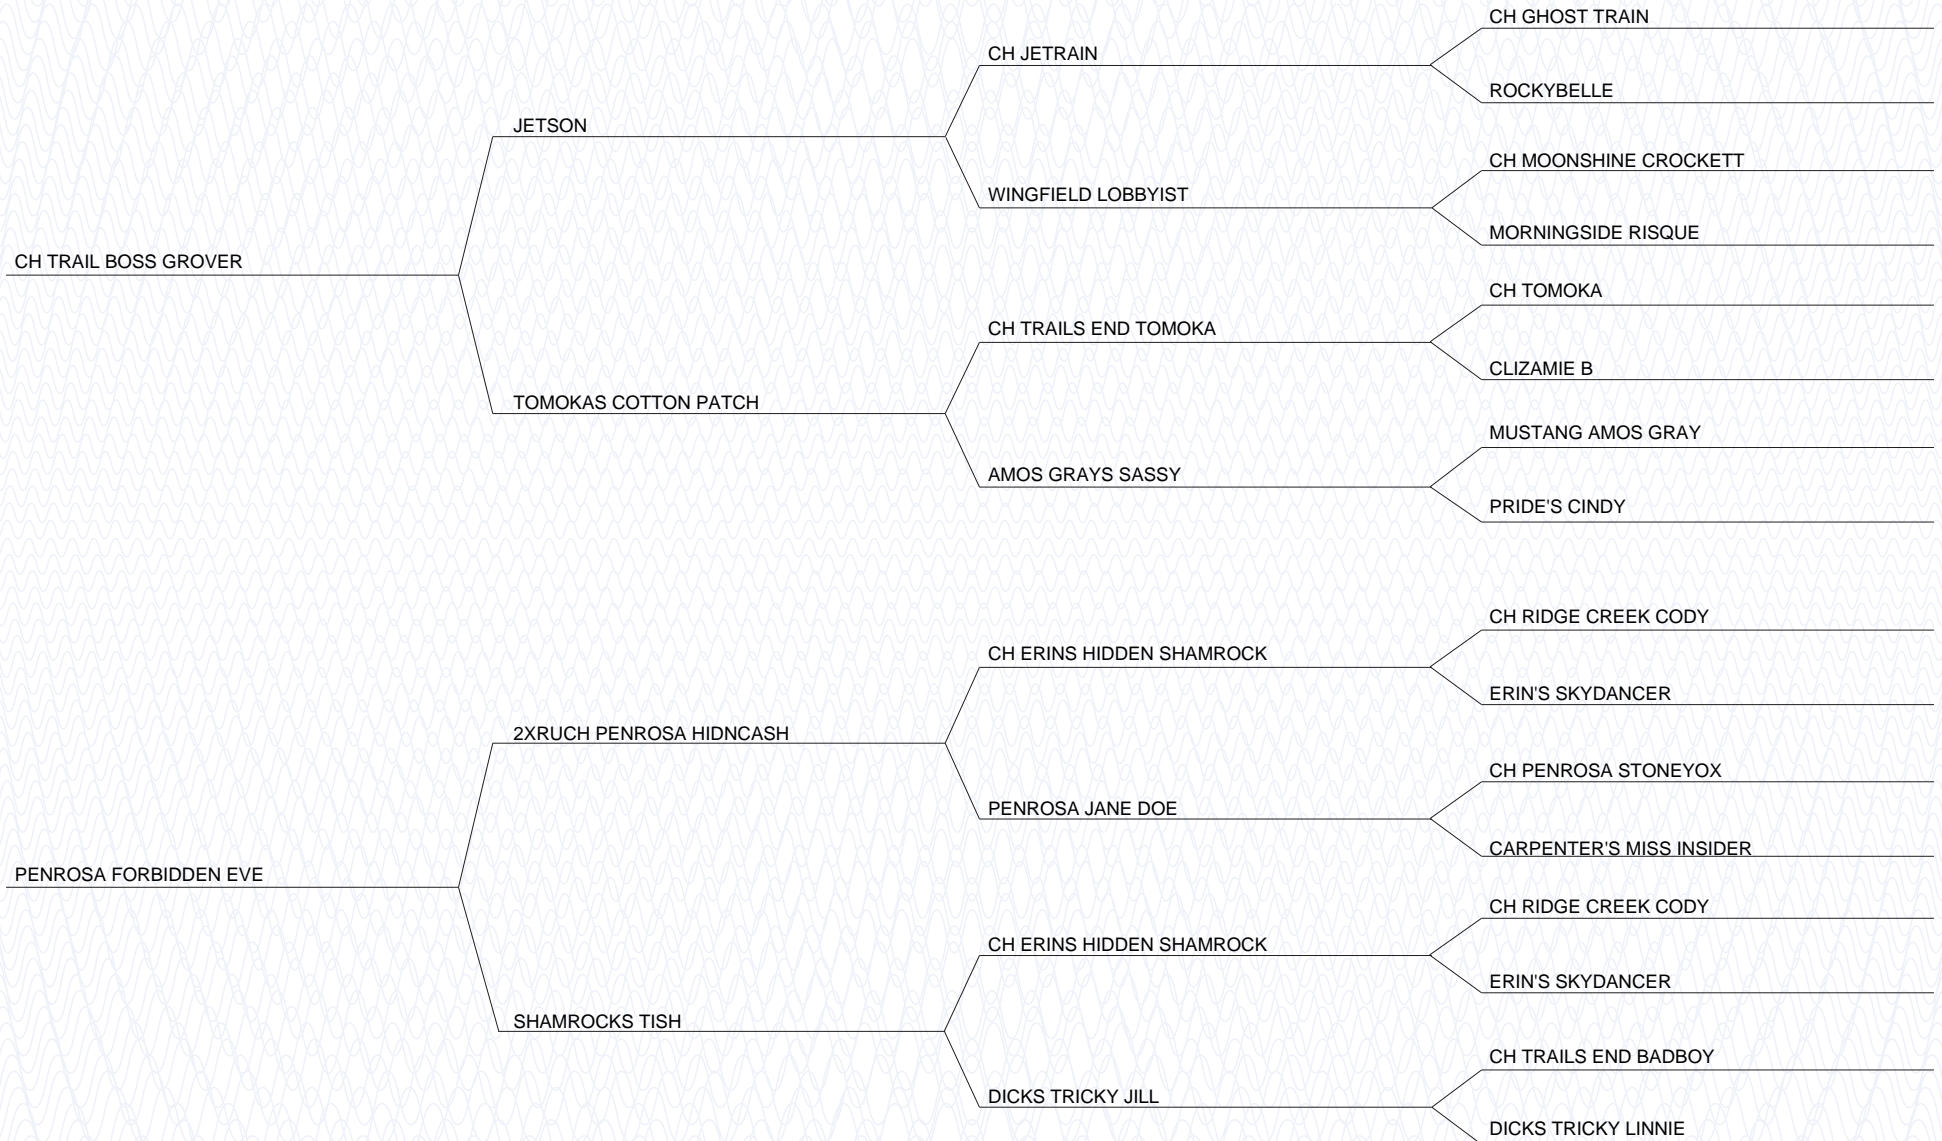 CH GHOST TRAIN
CH JETRAIN
ROCKYBELLE
JETSON
CH MOONSHINE CROCKETT
WINGFIELD LOBBYIST
MORNINGSIDE RISQUE
CH TRAIL BOSS GROVER
CH TOMOKA
CH TRAILS END TOMOKA
CLIZAMIE B
TOMOKAS COTTON PATCH
MUSTANG AMOS GRAY
AMOS GRAYS SASSY
PRIDE'S CINDY
CH RIDGE CREEK CODY
CH ERINS HIDDEN SHAMROCK
ERIN'S SKYDANCER
2XRUCH PENROSA HIDNCASH
CH PENROSA STONEYOX
PENROSA JANE DOE
CARPENTER'S MISS INSIDER
PENROSA FORBIDDEN EVE
CH RIDGE CREEK CODY
CH ERINS HIDDEN SHAMROCK
ERIN'S SKYDANCER
SHAMROCKS TISH
CH TRAILS END BADBOY
DICKS TRICKY JILL
DICKS TRICKY LINNIE